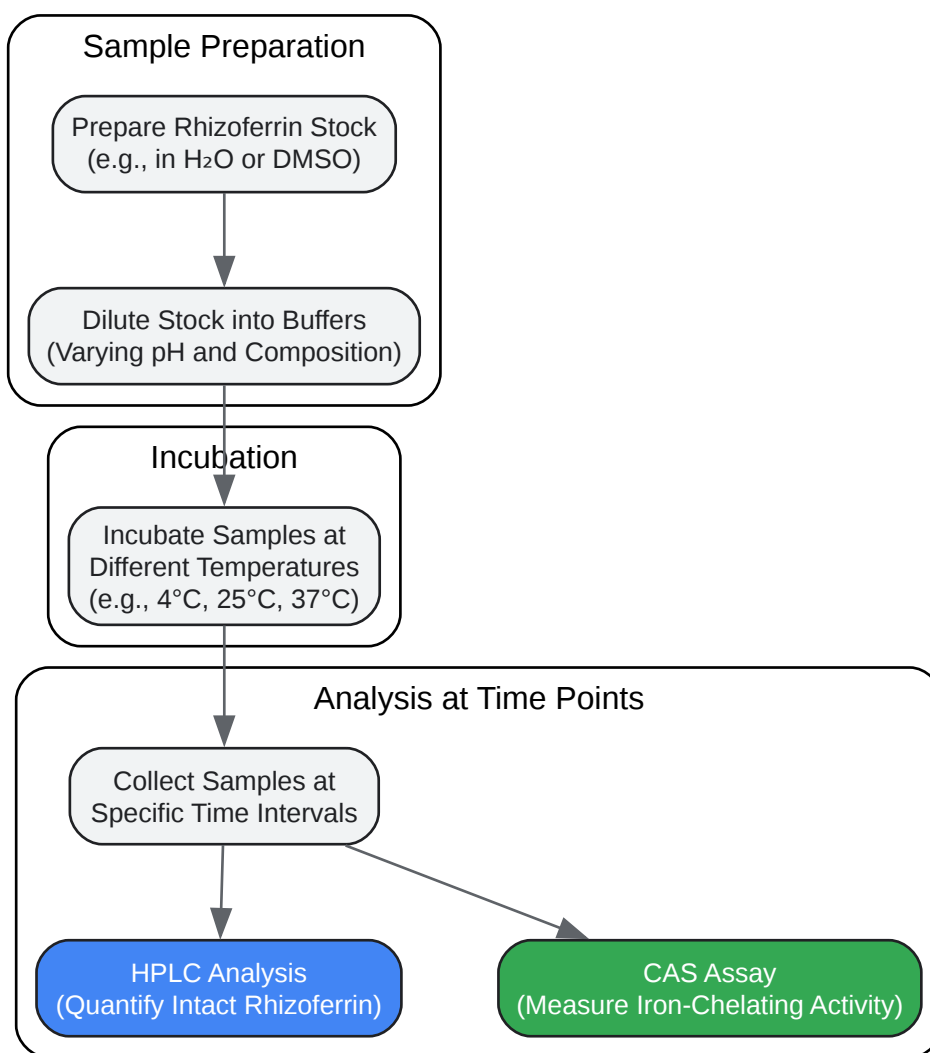 Sample Preparation
Prepare Rhizoferrin Stock
(e.g., in H₂O or DMSO)
Dilute Stock into Buffers
(Varying pH and Composition)
Incubation
Incubate Samples at
Different Temperatures
(e.g., 4°C, 25°C, 37°C)
Analysis at Time Points
Collect Samples at
Specific Time Intervals
HPLC Analysis
(Quantify Intact Rhizoferrin)
CAS Assay
(Measure Iron-Chelating Activity)